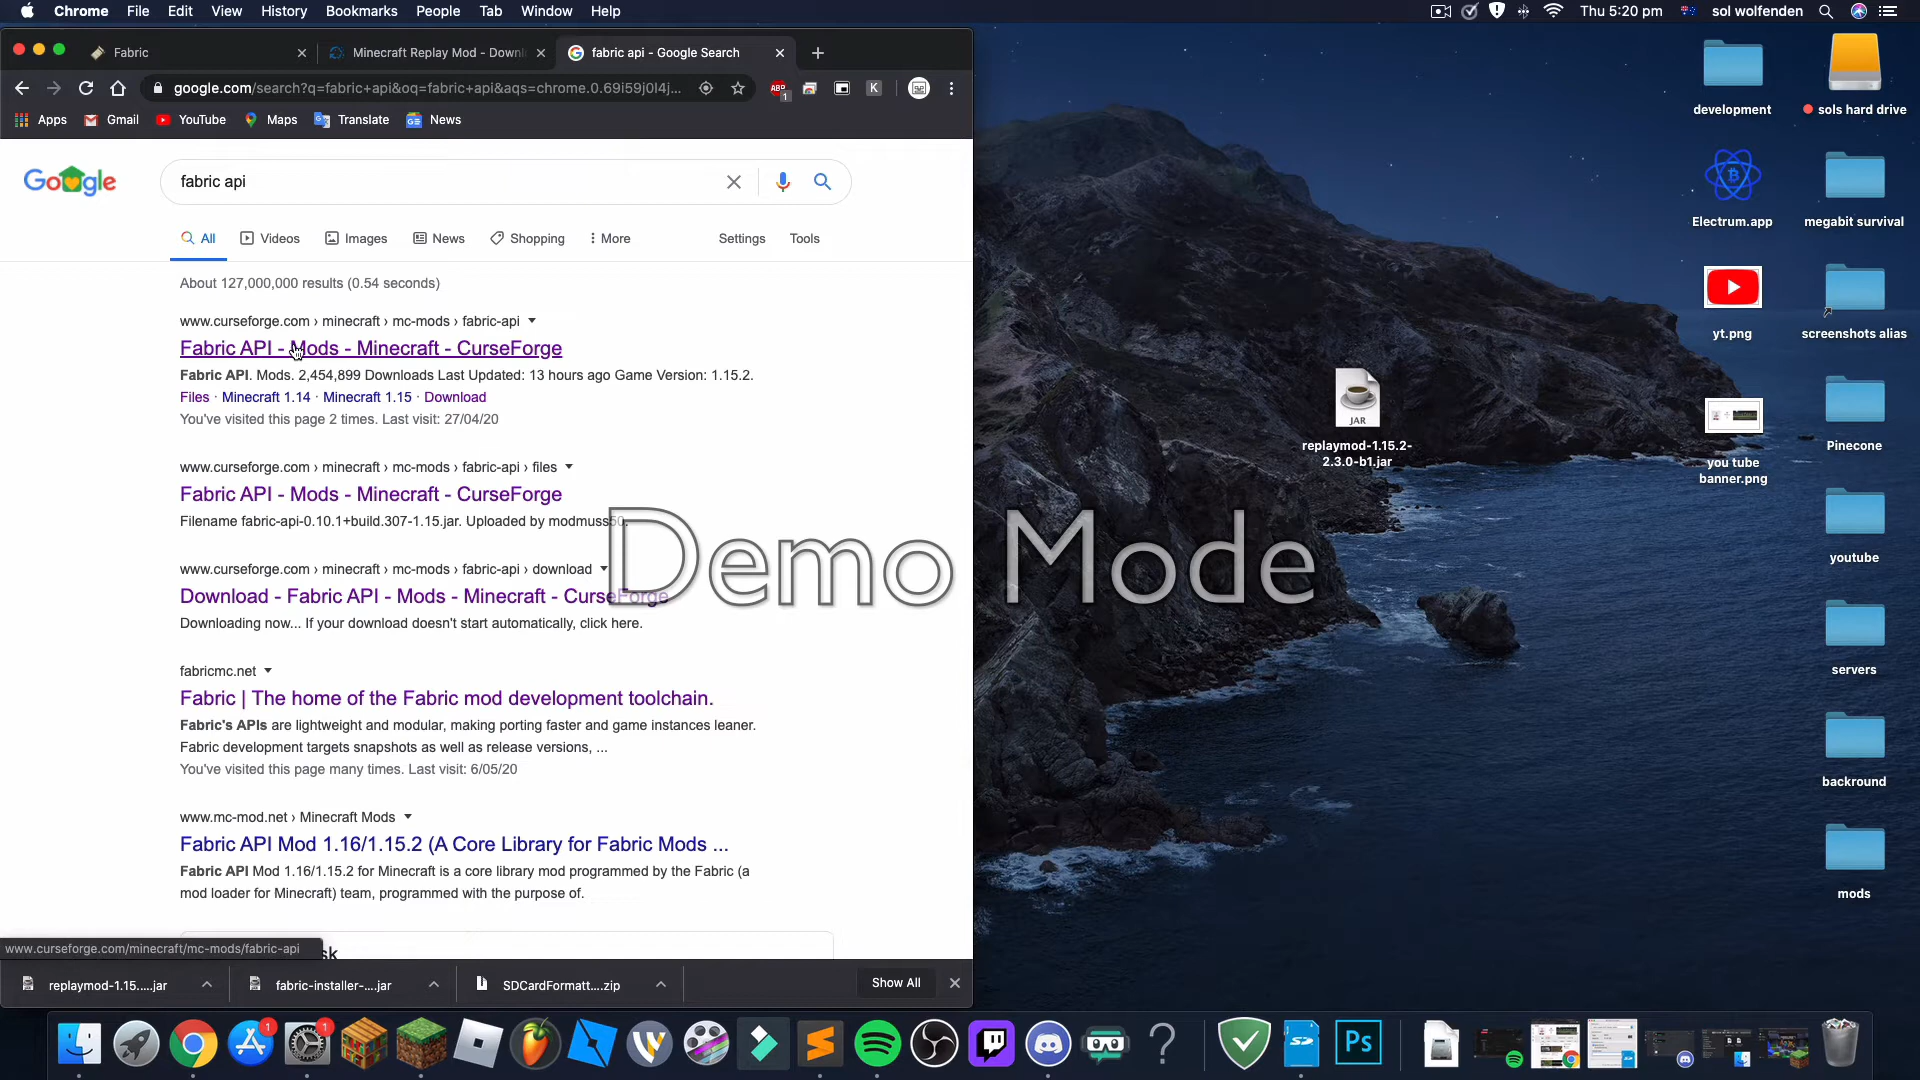 Chrome File Edit View History Bookmarks People Tab Window Help
Thu 5:20 pm sol wolfenden
Fabric
Minecraft Replay Mod - Downl
fabric api - Google Search
google.com/search?q=fabric+api&oq=fabric+api&aqs=chrome.0.69i59j0l4j...
ABP 1
K
Apps Gmail YouTube Maps Translate News
Google
fabric api
All Videos Images News Shopping More Settings Tools
About 127,000,000 results (0.54 seconds)
www.curseforge.com › minecraft › mc-mods › fabric-api
Fabric API - Mods - Minecraft - CurseForge
Fabric API. Mods. 2,454,899 Downloads Last Updated: 13 hours ago Game Version: 1.15.2.
Files · Minecraft 1.14 · Minecraft 1.15 · Download
You've visited this page 2 times. Last visit: 27/04/20
www.curseforge.com › minecraft › mc-mods › fabric-api › files
Fabric API - Mods - Minecraft - CurseForge
Filename fabric-api-0.10.1+build.307-1.15.jar. Uploaded by modmuss50.
www.curseforge.com › minecraft › mc-mods › fabric-api › download
Download - Fabric API - Mods - Minecraft - CurseForge
Downloading now... If your download doesn't start automatically, click here.
fabricmc.net
Fabric | The home of the Fabric mod development toolchain.
Fabric's APIs are lightweight and modular, making porting faster and game instances leaner.
Fabric development targets snapshots as well as release versions, ...
You've visited this page many times. Last visit: 6/05/20
www.mc-mod.net › Minecraft Mods
Fabric API Mod 1.16/1.15.2 (A Core Library for Fabric Mods ...
Fabric API Mod 1.16/1.15.2 for Minecraft is a core library mod programmed by the Fabric (a
mod loader for Minecraft) team, programmed with the purpose of.
sk
www.curseforge.com/minecraft/mc-mods/fabric-api
replaymod-1.15.....jar
fabric-installer-....jar
SDCardFormatt....zip
Show All
Demo Mode
JAR
replaymod-1.15.2-
2.3.0-b1.jar
development
sols hard drive
Electrum.app
megabit survival
yt.png
screenshots alias
you tube
banner.png
Pinecone
youtube
servers
backround
mods
1
1
SD
Ps